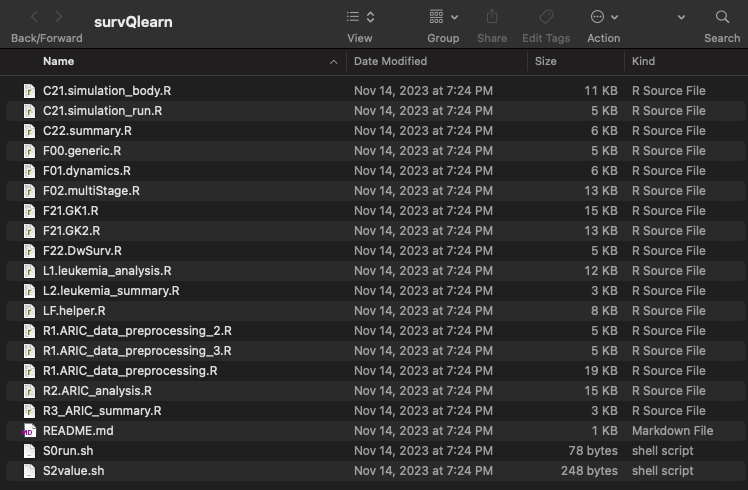 survQlearn
Back/Forward View Group Share Edit Tags Action Search
Name Date Modified Size Kind
C21.simulation_body.R Nov 14, 2023 at 7:24 PM 11 KB R Source File
C21.simulation_run.R Nov 14, 2023 at 7:24 PM 5 KB R Source File
C22.summary.R Nov 14, 2023 at 7:24 PM 6 KB R Source File
F00.generic.R Nov 14, 2023 at 7:24 PM 5 KB R Source File
F01.dynamics.R Nov 14, 2023 at 7:24 PM 6 KB R Source File
F02.multiStage.R Nov 14, 2023 at 7:24 PM 13 KB R Source File
F21.GK1.R Nov 14, 2023 at 7:24 PM 15 KB R Source File
F21.GK2.R Nov 14, 2023 at 7:24 PM 13 KB R Source File
F22.DwSurv.R Nov 14, 2023 at 7:24 PM 5 KB R Source File
L1.leukemia_analysis.R Nov 14, 2023 at 7:24 PM 12 KB R Source File
L2.leukemia_summary.R Nov 14, 2023 at 7:24 PM 3 KB R Source File
LF.helper.R Nov 14, 2023 at 7:24 PM 8 KB R Source File
R1.ARIC_data_preprocessing_2.R Nov 14, 2023 at 7:24 PM 5 KB R Source File
R1.ARIC_data_preprocessing_3.R Nov 14, 2023 at 7:24 PM 5 KB R Source File
R1.ARIC_data_preprocessing.R Nov 14, 2023 at 7:24 PM 19 KB R Source File
R2.ARIC_analysis.R Nov 14, 2023 at 7:24 PM 15 KB R Source File
R3_ARIC_summary.R Nov 14, 2023 at 7:24 PM 3 KB R Source File
README.md Nov 14, 2023 at 7:24 PM 1 KB Markdown File
S0run.sh Nov 14, 2023 at 7:24 PM 78 bytes shell script
S2value.sh Nov 14, 2023 at 7:24 PM 248 bytes shell script